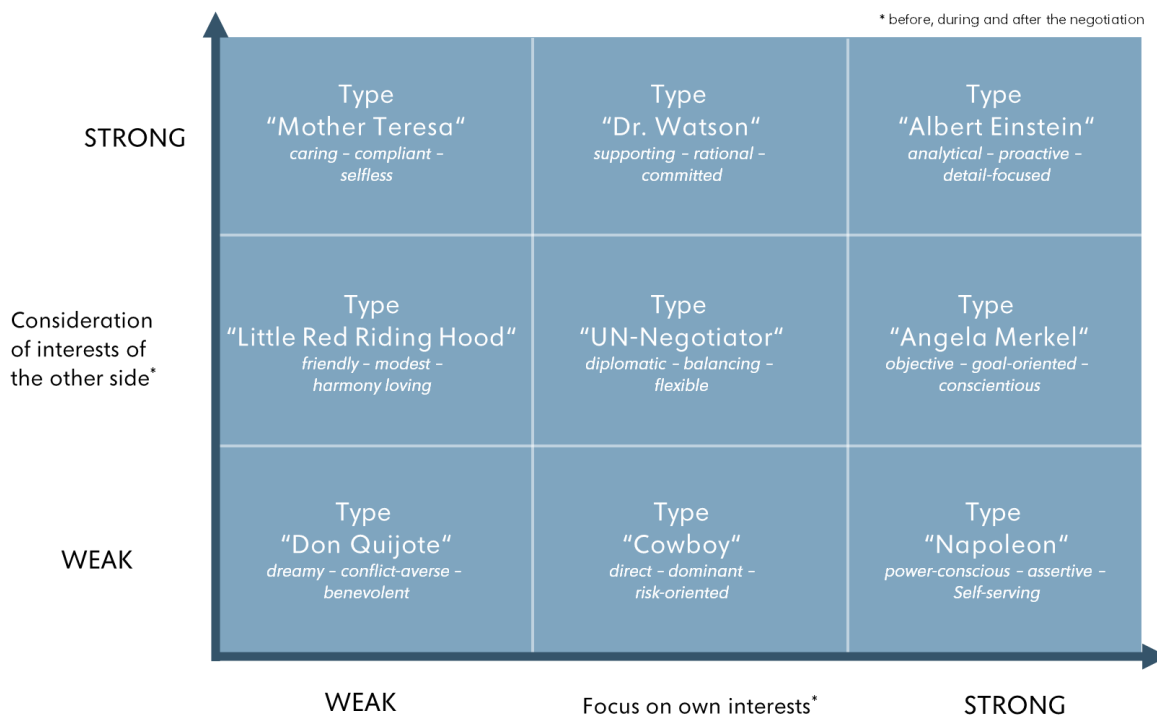 * before, during and after the negotiation
STRONG
Type
“Mother Teresa“
caring – compliant –
selfless
Type
“Dr. Watson“
supporting – rational –
committed
Type
“Albert Einstein“
analytical – proactive –
detail-focused
Consideration
of interests of
the other side*
Type
“Little Red Riding Hood“
friendly – modest –
harmony loving
Type
“UN-Negotiator“
diplomatic – balancing –
flexible
Type
“Angela Merkel“
objective – goal-oriented –
conscientious
WEAK
Type
“Don Quijote“
dreamy – conflict-averse –
benevolent
Type
“Cowboy“
direct – dominant –
risk-oriented
Type
“Napoleon“
power-conscious – assertive –
Self-serving
WEAK
Focus on own interests*
STRONG